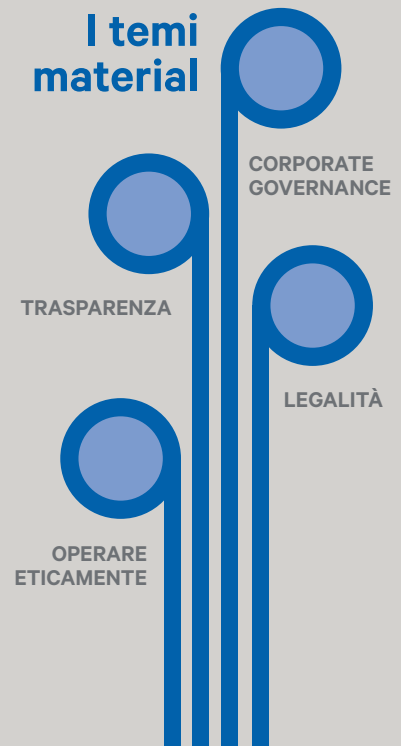 I temi
material
CORPORATE
GOVERNANCE
TRASPARENZA
LEGALITÀ
OPERARE
ETICAMENTE